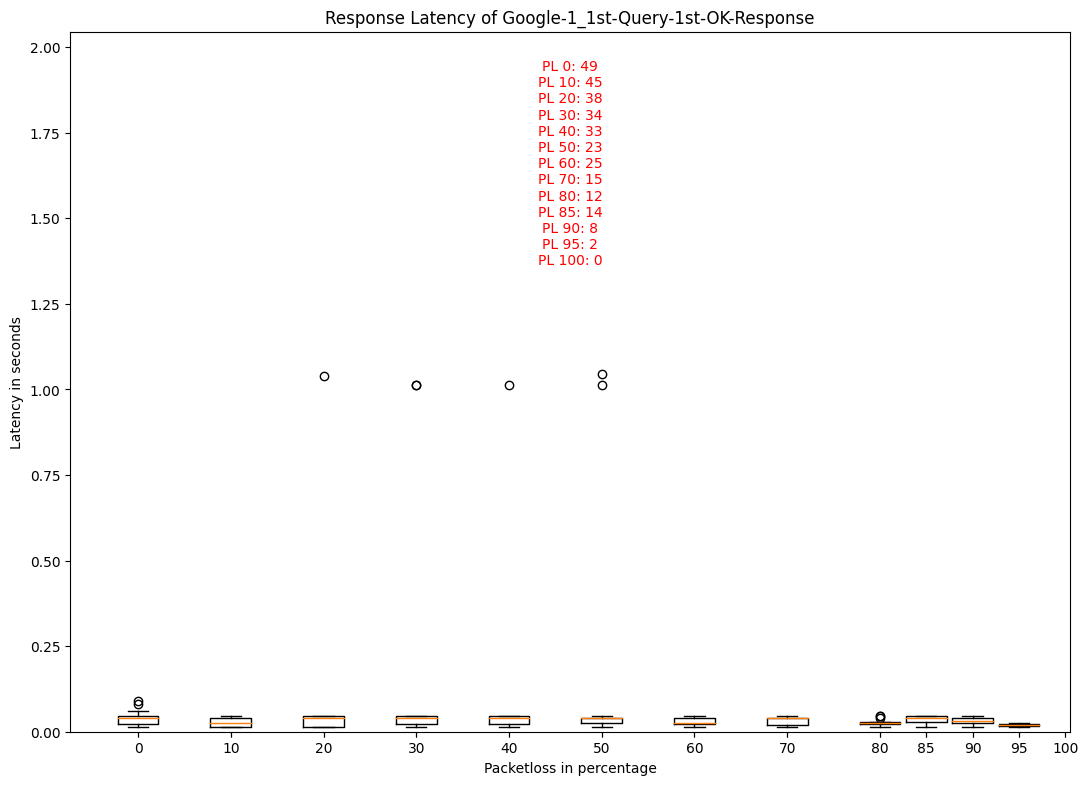 Response Latency of Google-1_1st-Query-1st-OK-Response
2.00
1.75
1.50
1.25
1.00
0.75
0.50
0.25
0.00
Latency in seconds
PL 0: 49
PL 10: 45
PL 20: 38
PL 30: 34
PL 40: 33
PL 50: 23
PL 60: 25
PL 70: 15
PL 80: 12
PL 85: 14
PL 90: 8
PL 95: 2
PL 100: 0
0 10 20 30 40 50 60 70 80 85 90 95 100
Packetloss in percentage